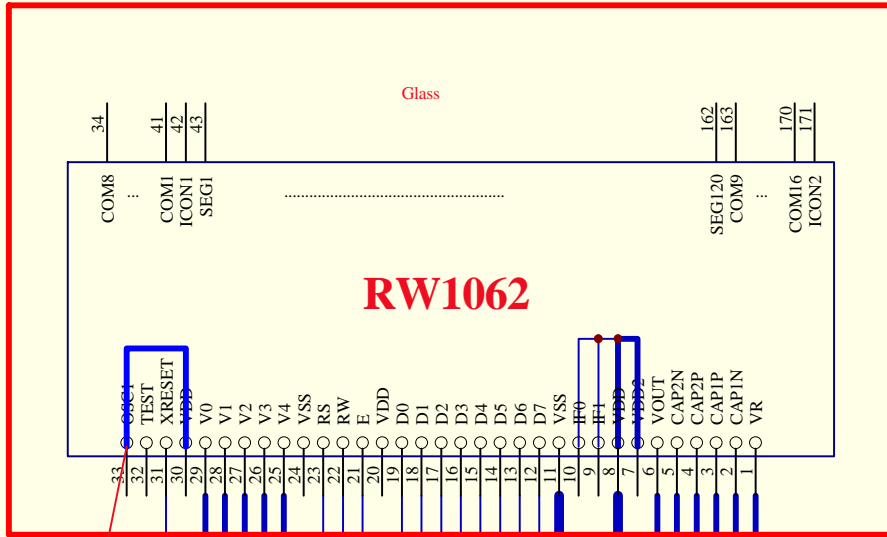 Glass
34 41 42 43 162 163 170 171
COM8 ... COM1 ICON1 SEG1 ..................................................... SEG120 COM9 ... COM16 ICON2
RW1062
OSC1 TEST XRESET VDD V0 V1 V2 V3 V4 VSS RS RW E VDD D0 D1 D2 D3 D4 D5 D6 D7 VSS IF0 IF1 VDD VDD2 VOUT CAP2N CAP2P CAP1P CAP1N VR
33 32 31 30 29 28 27 26 25 24 23 22 21 20 19 18 17 16 15 14 13 12 11 10 9 8 7 6 5 4 3 2 1